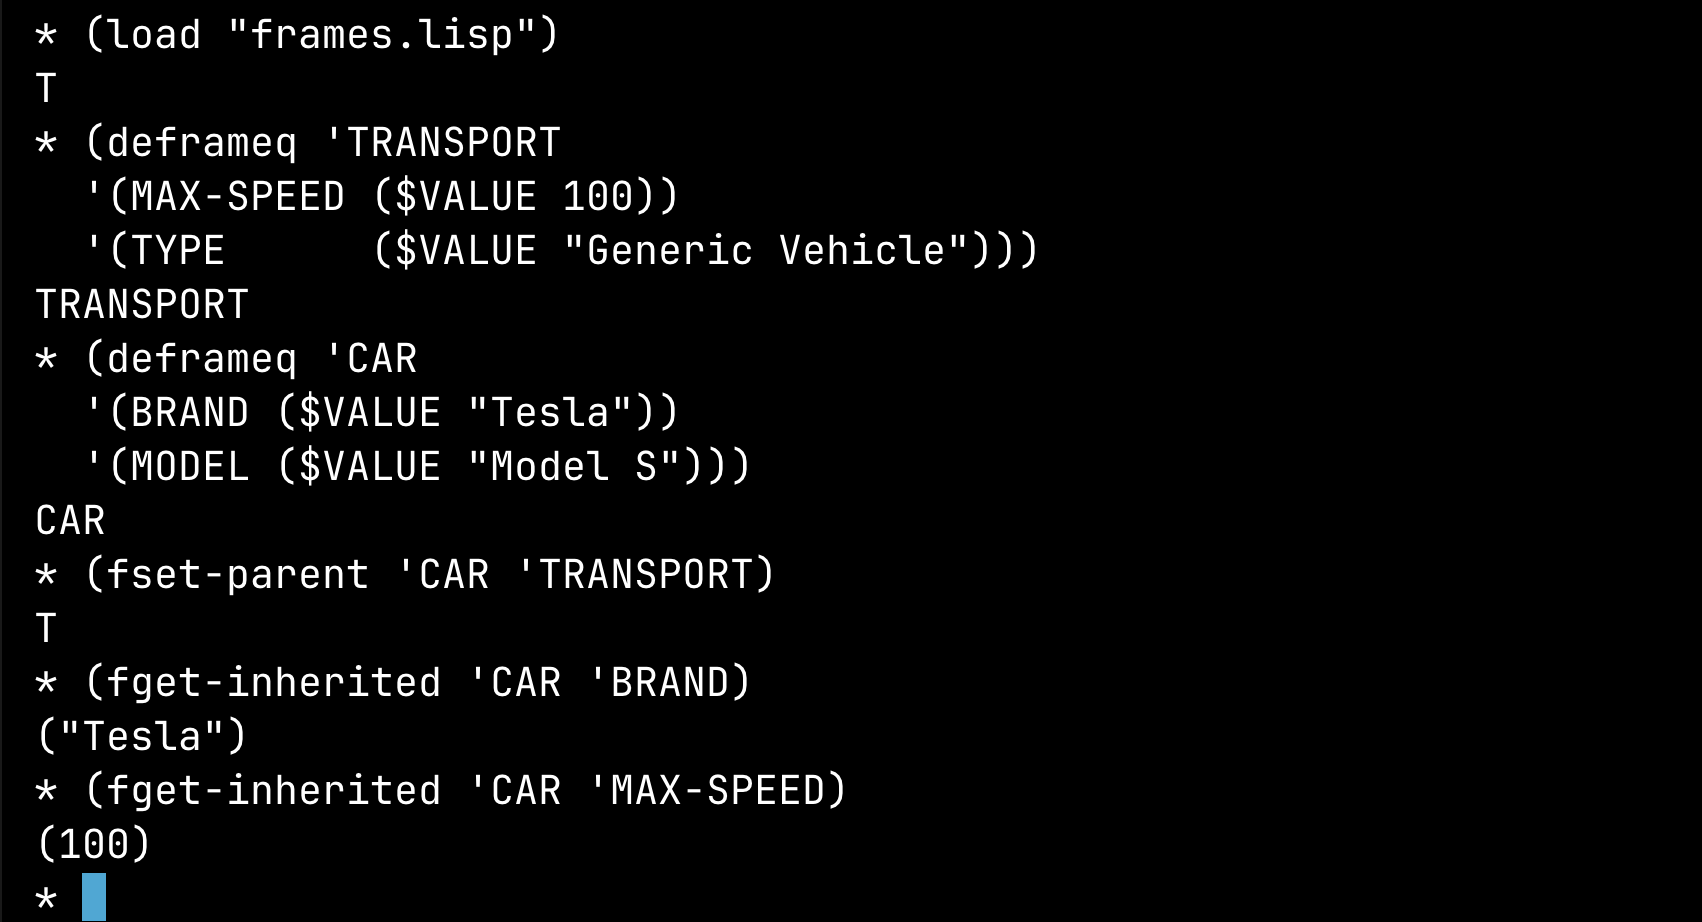 * (load "frames.lisp")
T
* (deframeq 'TRANSPORT
  '(MAX-SPEED ($VALUE 100))
  '(TYPE      ($VALUE "Generic Vehicle")))
TRANSPORT
* (deframeq 'CAR
  '(BRAND ($VALUE "Tesla"))
  '(MODEL ($VALUE "Model S")))
CAR
* (fset-parent 'CAR 'TRANSPORT)
T
* (fget-inherited 'CAR 'BRAND)
("Tesla")
* (fget-inherited 'CAR 'MAX-SPEED)
(100)
*